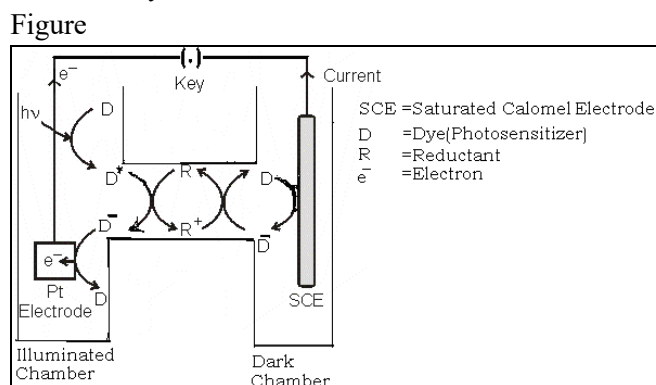 Figure
e⁻
(.)
Key
Current
hν
D
D*
R
D
D⁻
R⁺
D⁻
e⁻
Pt
Electrode
D
SCE
Illuminated
Chamber
Dark
Chamber
SCE =Saturated Calomel Electrode
D =Dye(Photosensitizer)
R =Reductant
e⁻ =Electron